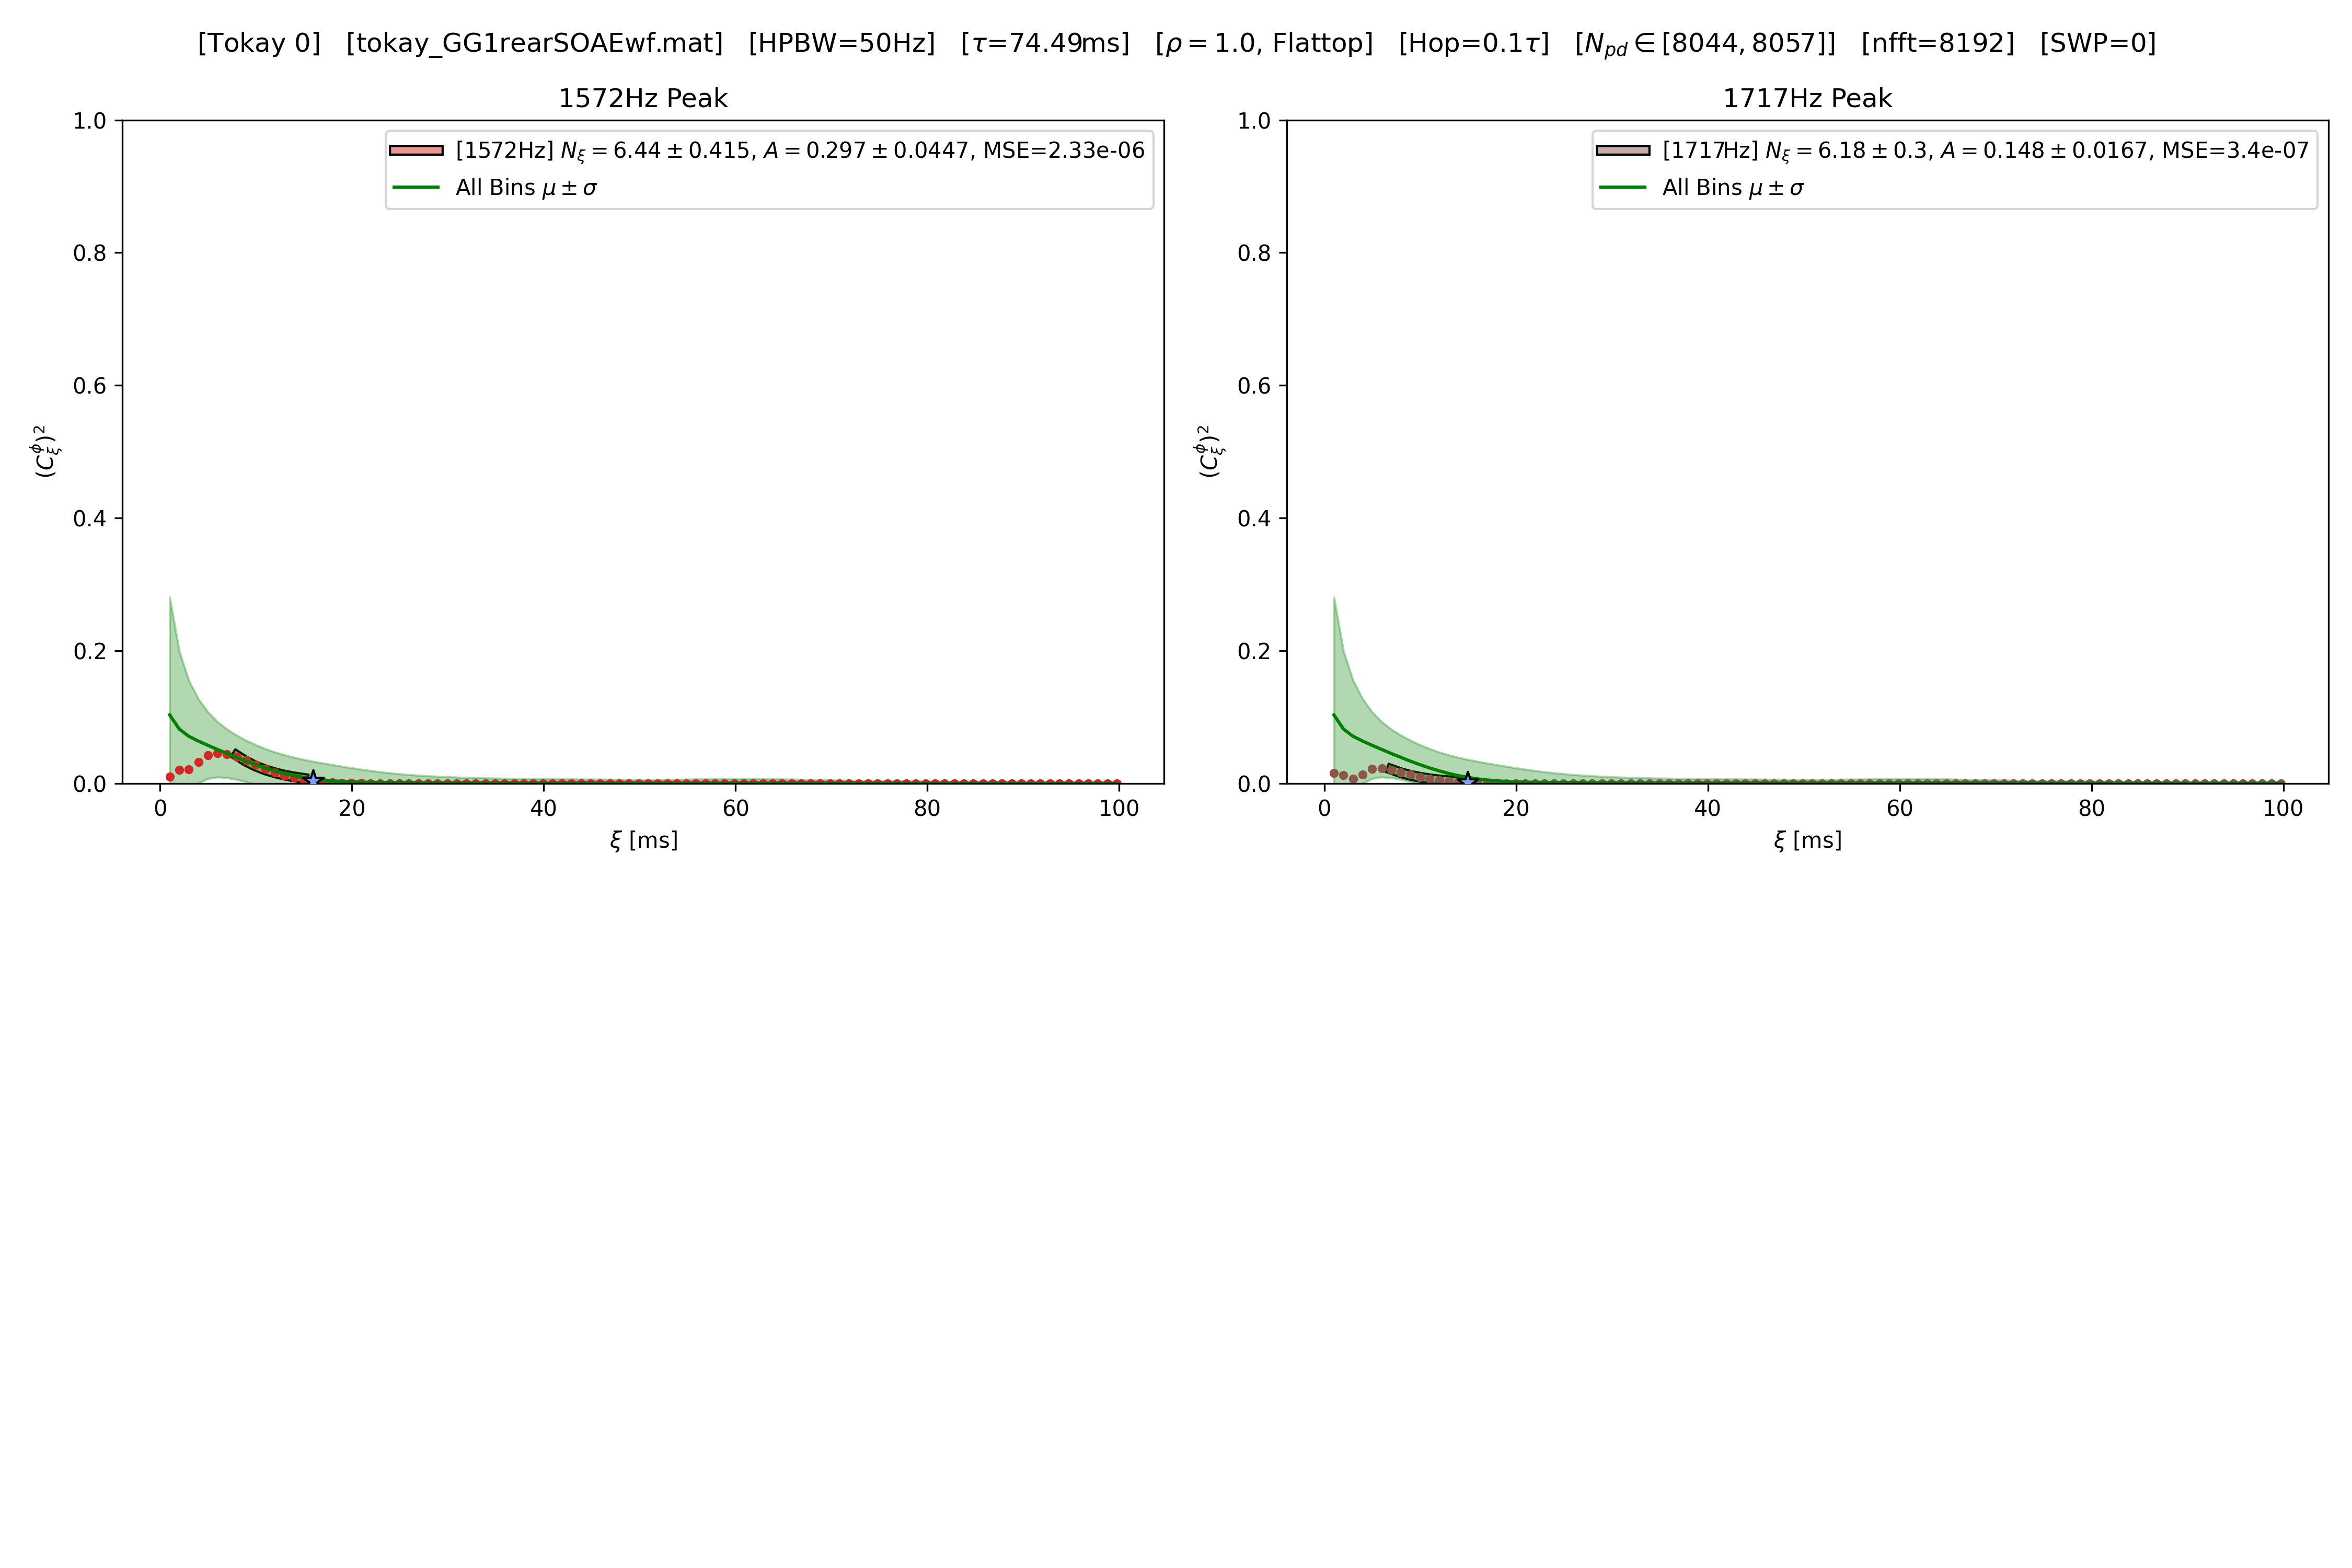 [Tokay 0] [tokay_GG1rearSOAEwf.mat] [HPBW=50Hz] [τ=74.49ms] [ρ = 1.0, Flattop] [Hop=0.1τ] [N_pd ∈ [8044, 8057]] [nfft=8192] [SWP=0]
1572Hz Peak
[1572Hz] N_ξ = 6.44 ± 0.415, A = 0.297 ± 0.0447, MSE=2.33e-06
All Bins μ ± σ
1.0
0.8
0.6
0.4
0.2
0.0
(C_ξ^ϕ)²
0 20 40 60 80 100
ξ [ms]
1717Hz Peak
[1717Hz] N_ξ = 6.18 ± 0.3, A = 0.148 ± 0.0167, MSE=3.4e-07
All Bins μ ± σ
1.0
0.8
0.6
0.4
0.2
0.0
(C_ξ^ϕ)²
0 20 40 60 80 100
ξ [ms]